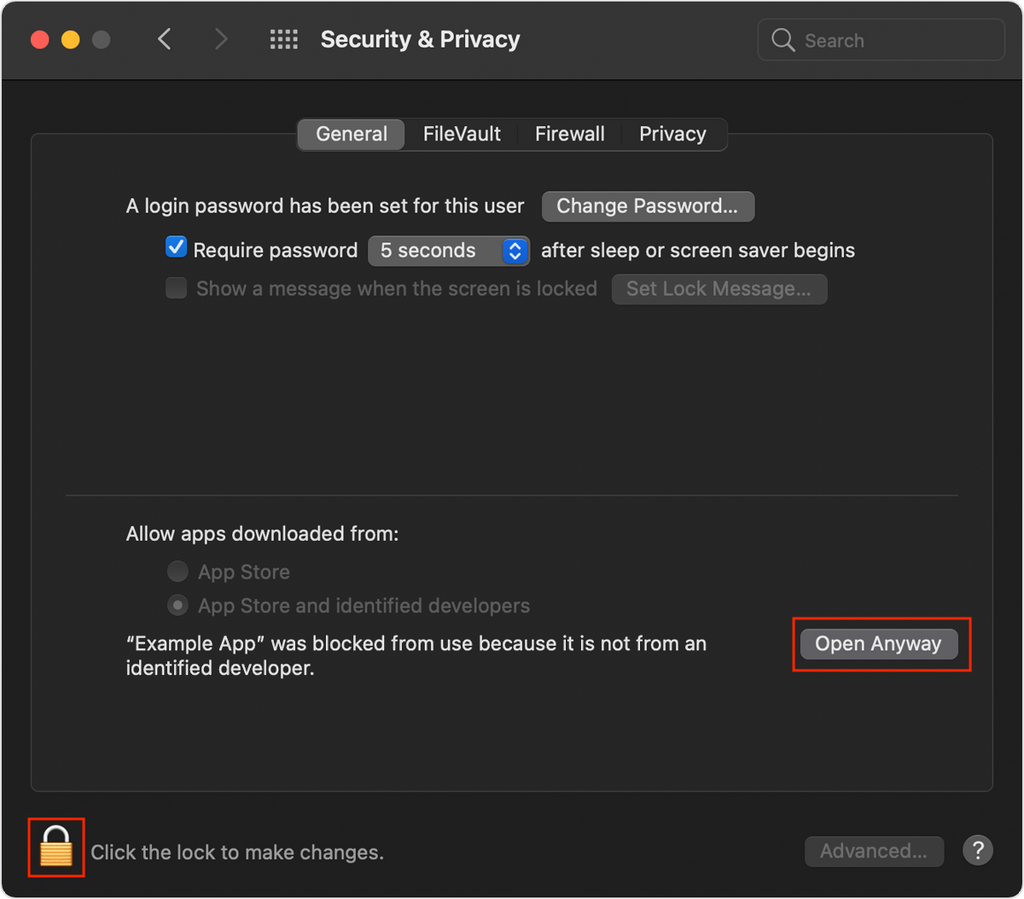 Security & Privacy
Search
General FileVault Firewall Privacy
A login password has been set for this user Change Password...
Require password 5 seconds after sleep or screen saver begins
Show a message when the screen is locked Set Lock Message...
Allow apps downloaded from:
App Store
App Store and identified developers
“Example App” was blocked from use because it is not from an Open Anyway
identified developer.
Click the lock to make changes. Advanced... ?